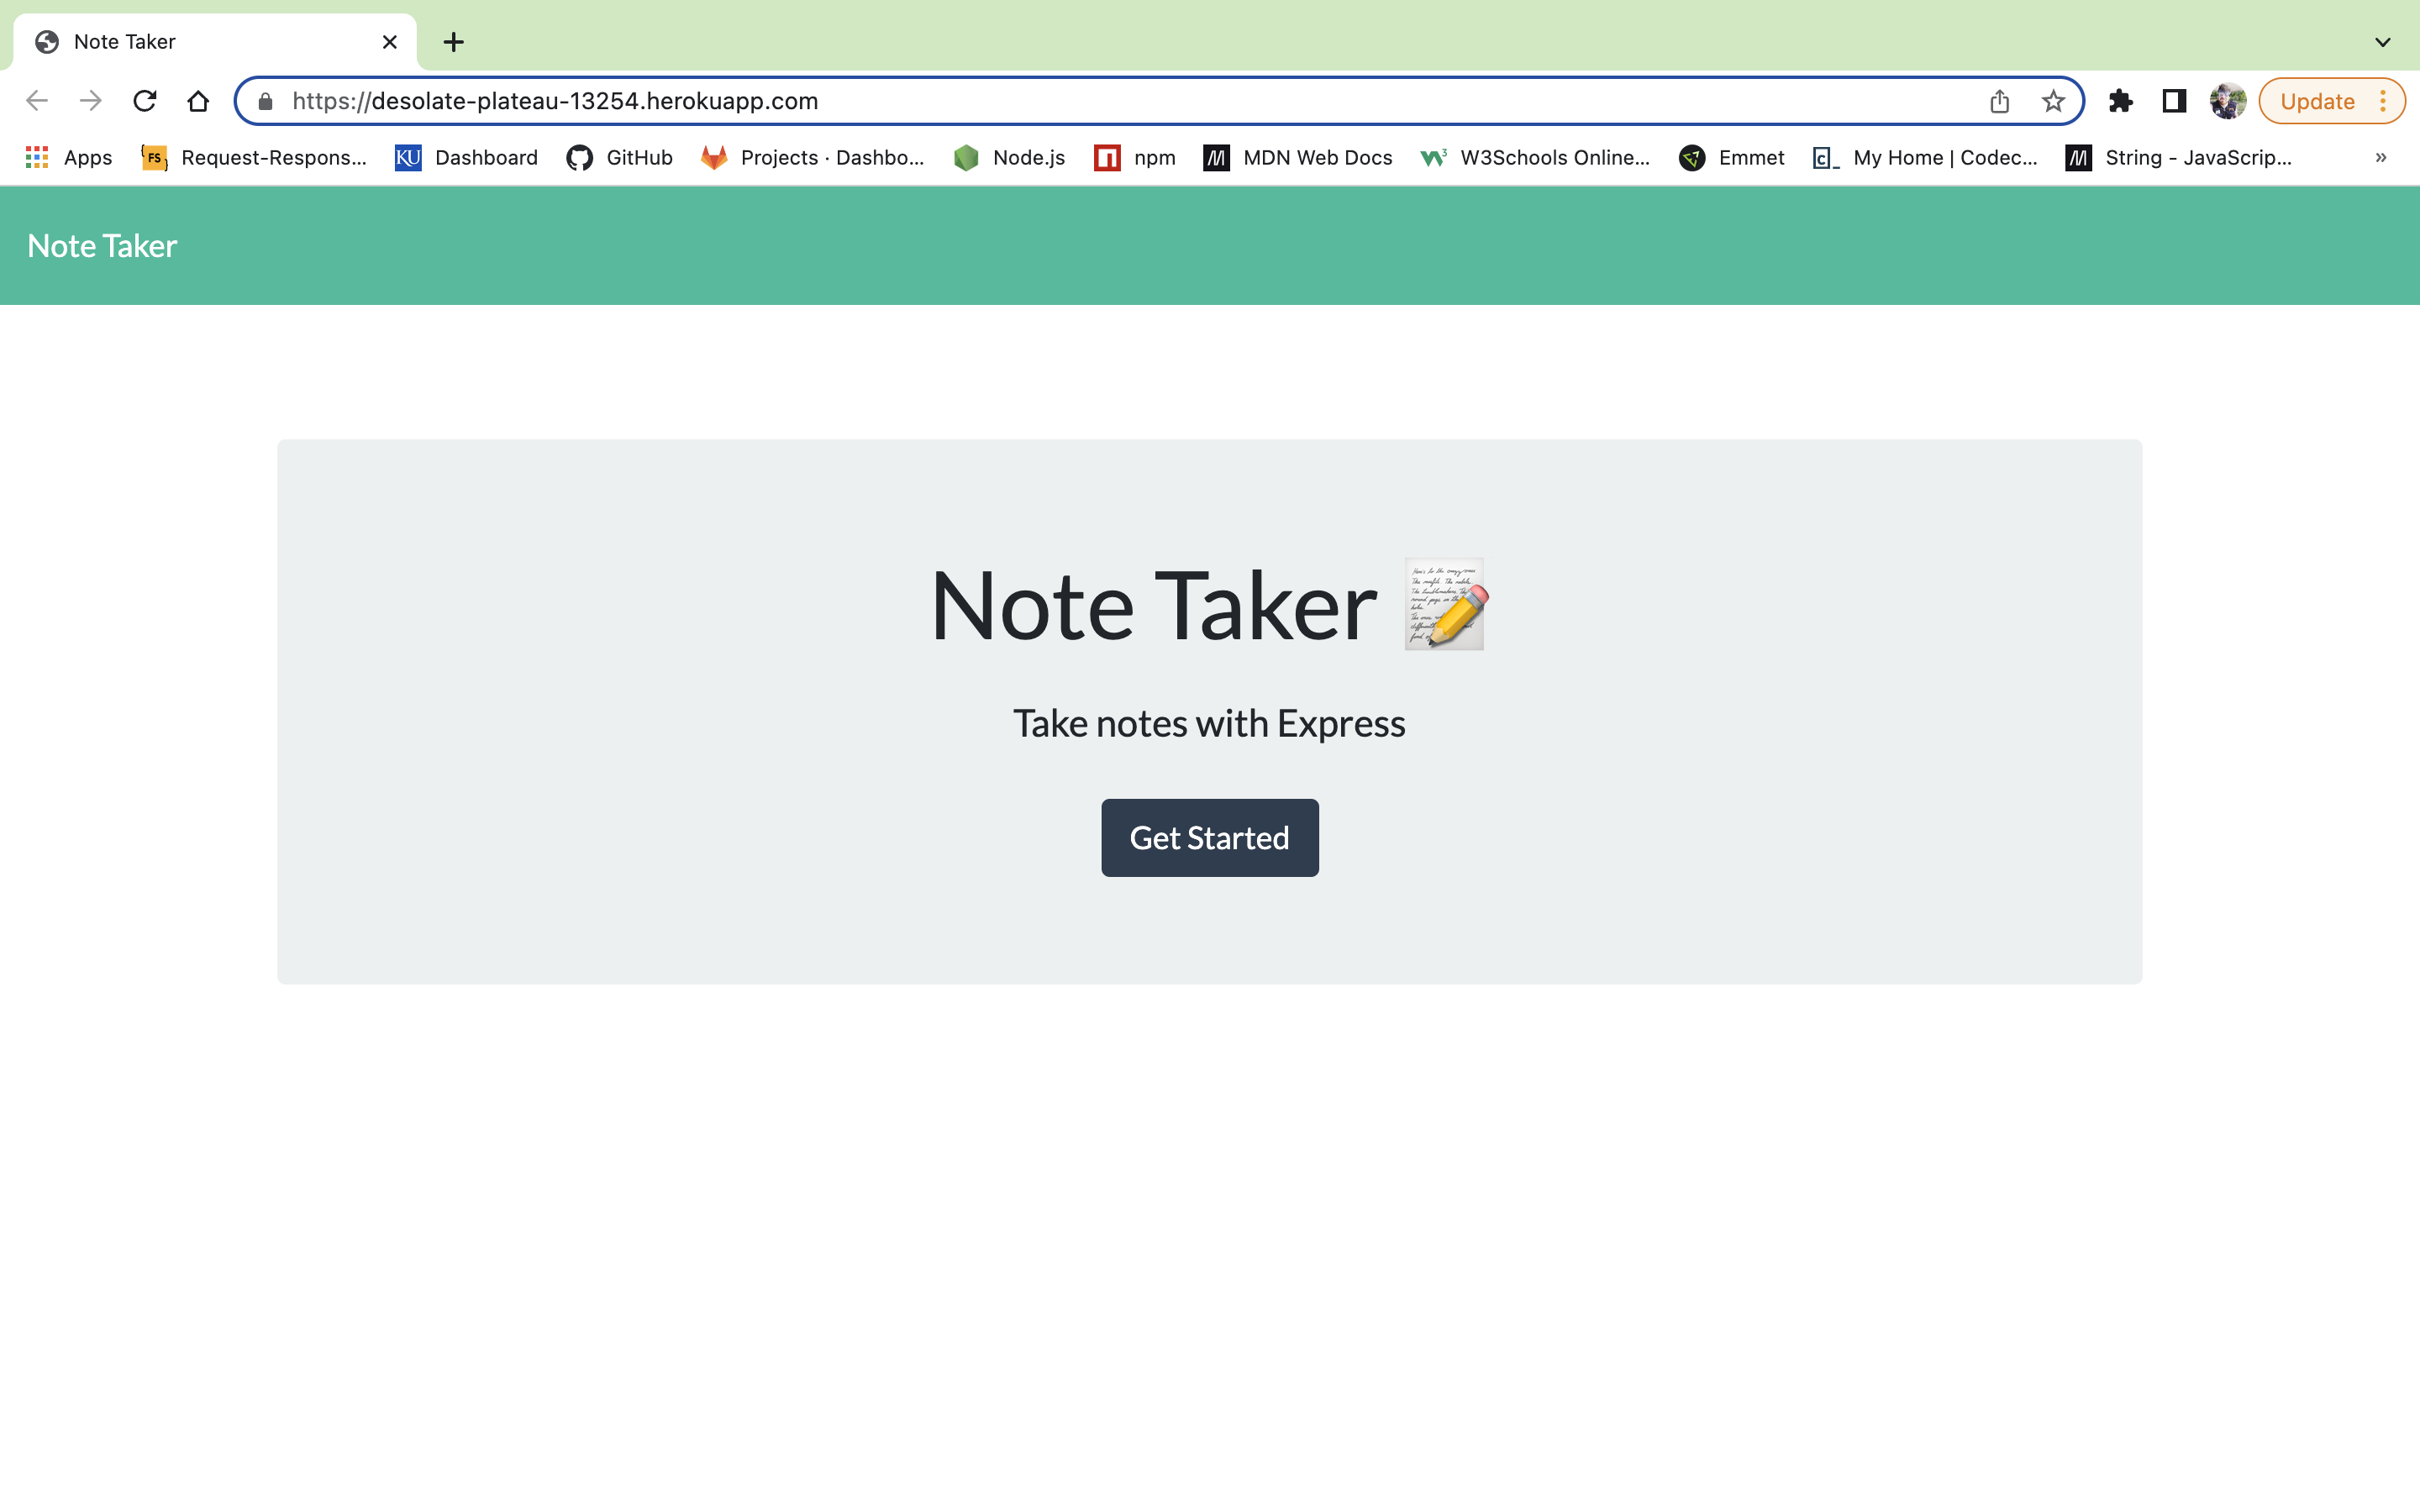 Note Taker
https://desolate-plateau-13254.herokuapp.com
Update
Apps
FS Request-Respons...
KU Dashboard
GitHub
Projects · Dashbo...
Node.js
npm
MDN Web Docs
W3Schools Online...
Emmet
My Home | Codec...
String - JavaScrip...
»
Note Taker
Note Taker 📝
Take notes with Express
Get Started